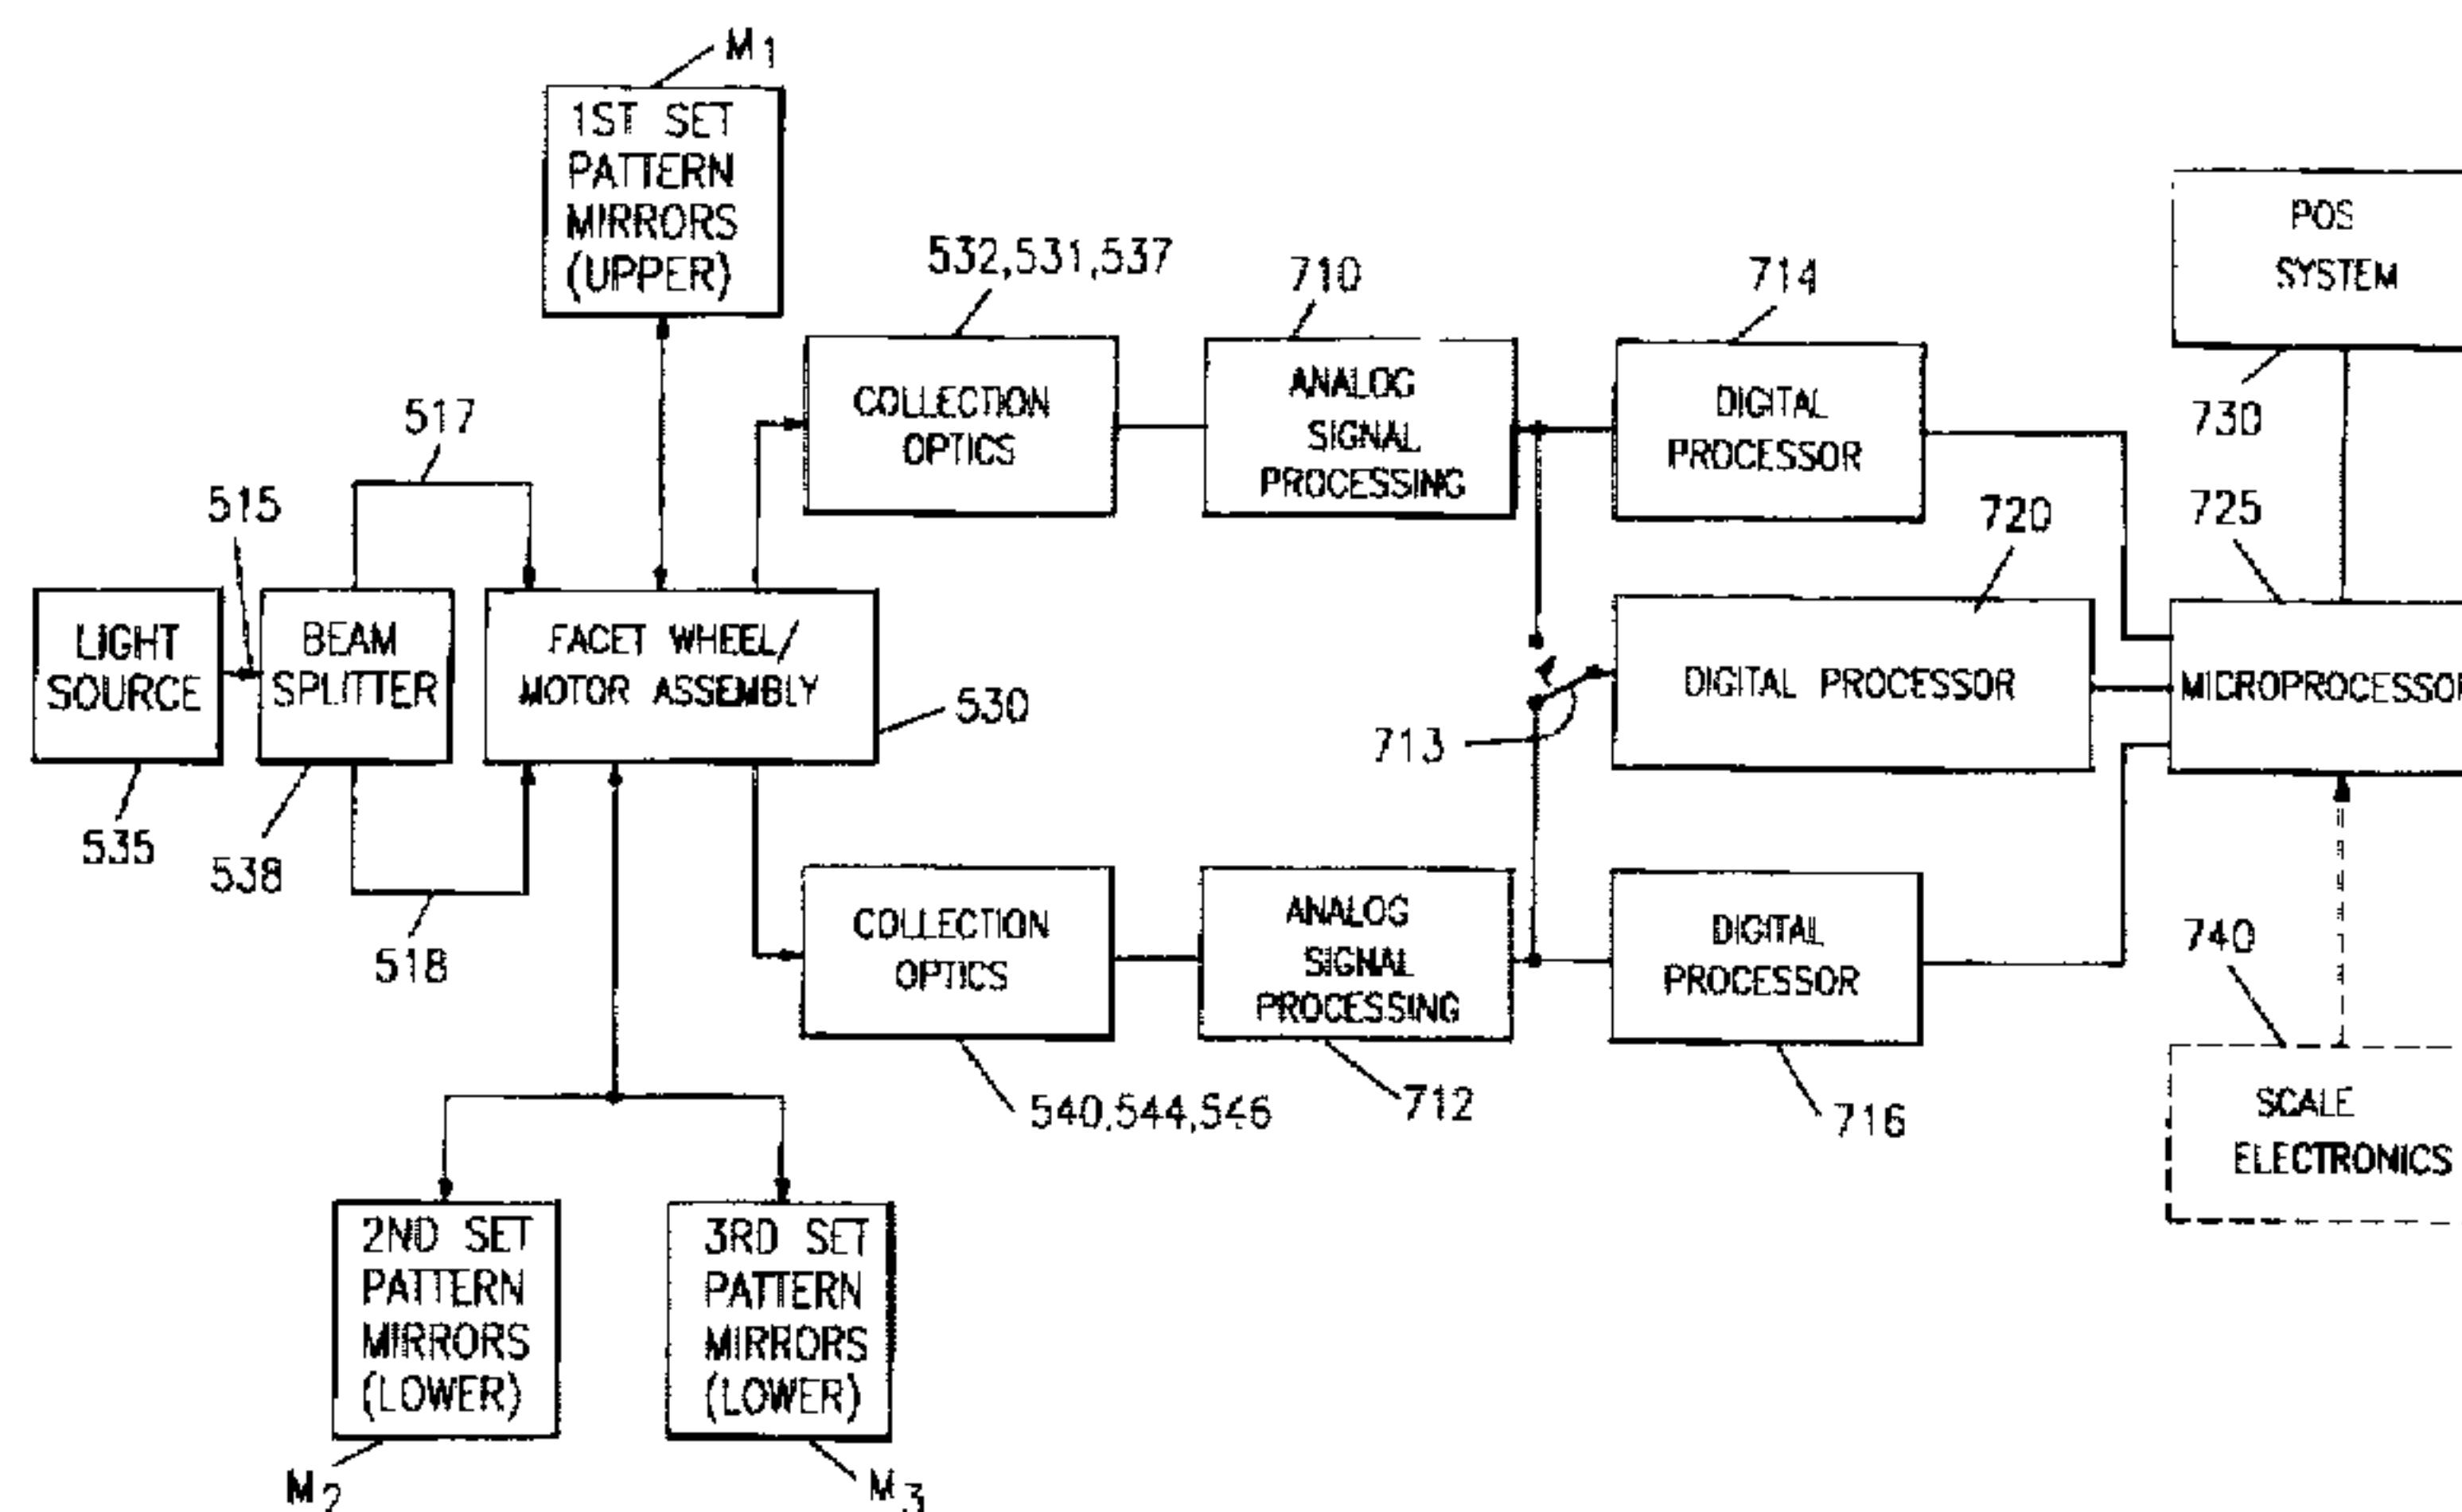 M1
1ST SET
PATTERN
MIRRORS
(UPPER)
532,531,537
710
714
POS
SYSTEM
730
517
COLLECTION
OPTICS
ANALOG
SIGNAL
PROCESSING
DIGITAL
PROCESSOR
515
720
725
LIGHT
SOURCE
BEAM
SPLITTER
FACET WHEEL/
MOTOR ASSEMBLY
530
713
DIGITAL PROCESSOR
MICROPROCESSOR
535
538
518
COLLECTION
OPTICS
ANALOG
SIGNAL
PROCESSING
DIGITAL
PROCESSOR
740
540,544,546
712
716
SCALE
ELECTRONICS
2ND SET
PATTERN
MIRRORS
(LOWER)
3RD SET
PATTERN
MIRRORS
(LOWER)
M2
M3